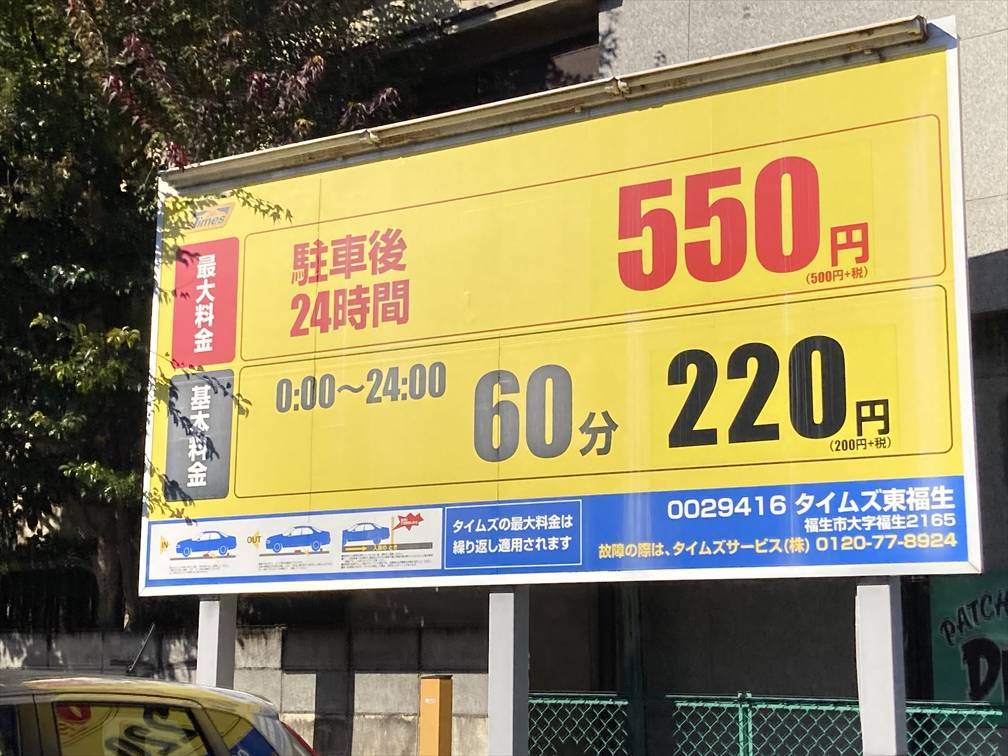 Times
最大料金
駐車後
24時間
550円
(500円+税)
基本料金
0:00〜24:00
60分
220円
(200円+税)
IN
OUT
タイムズの最大料金は
繰り返し適用されます
0029416 タイムズ東福生
福生市大字福生2165
故障の際は、タイムズサービス(株) 0120-77-8924
PATCH